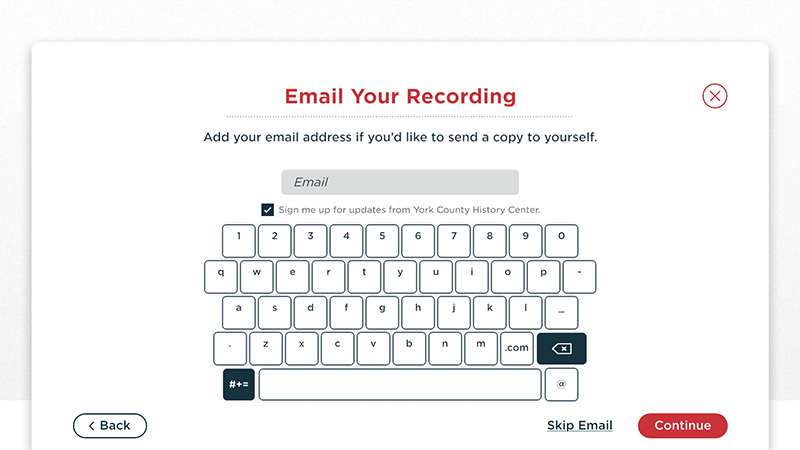 Email Your Recording
Add your email address if you'd like to send a copy to yourself.
Email
Sign me up for updates from York County History Center.
1 2 3 4 5 6 7 8 9 0
q w e r t y u i o p -
a s d f g h j k l _
. z x c v b n m .com
#+= @
Back Skip Email Continue